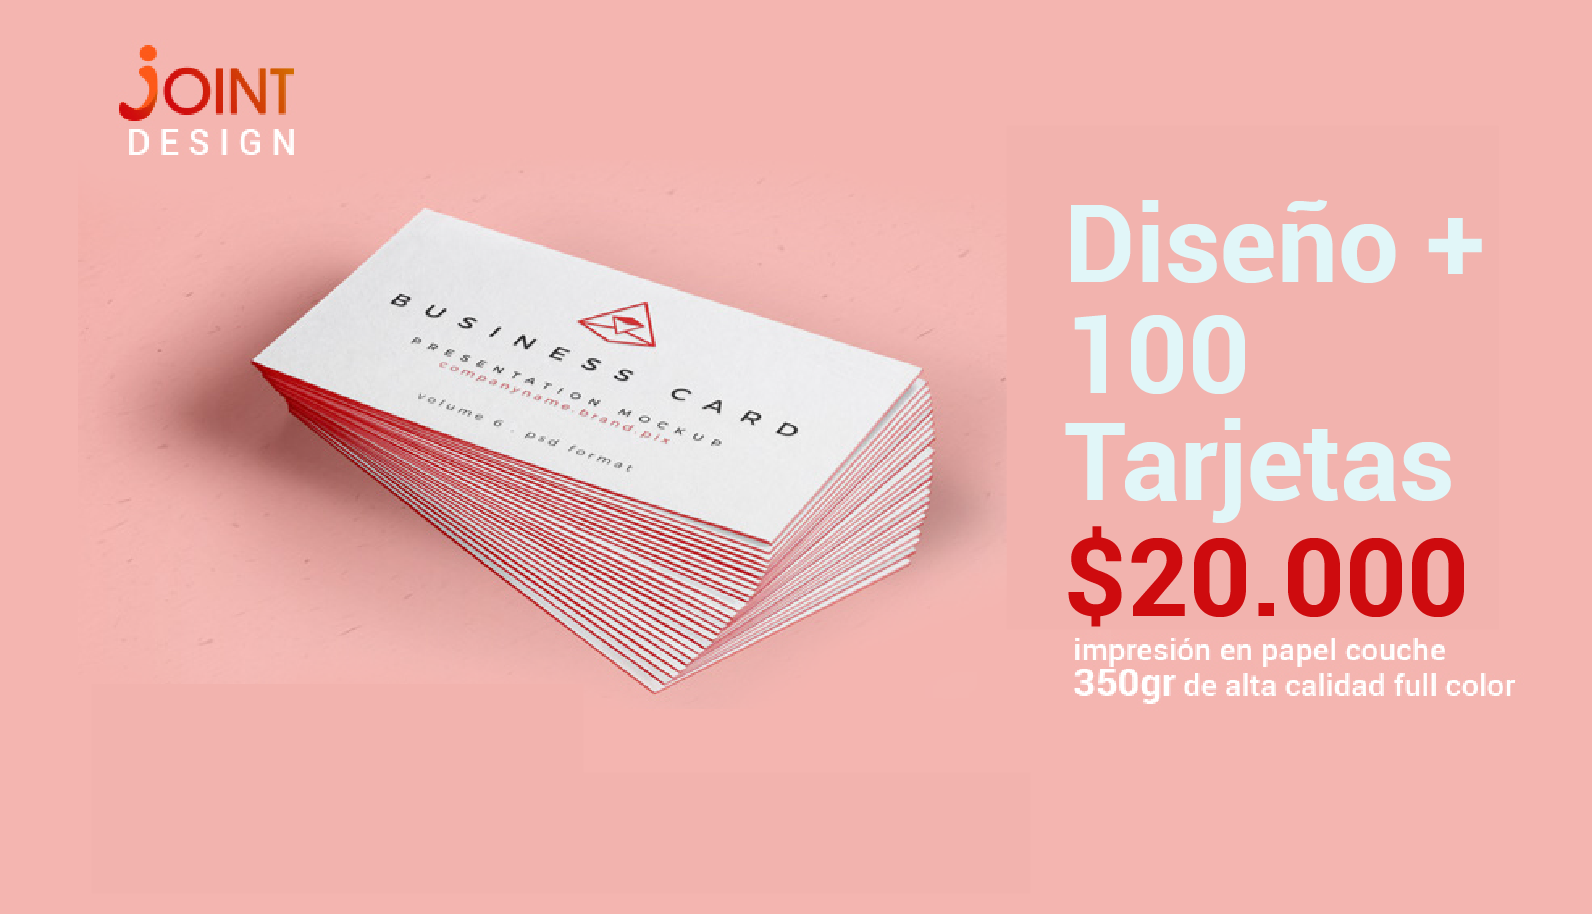 jOINT
DESIGN
BUSINESS CARD
PRESENTATION MOCKUP
companyname.brand.pix
volume 6 . psd format
Diseño +
100
Tarjetas
$20.000
impresión en papel couche
350gr de alta calidad full color